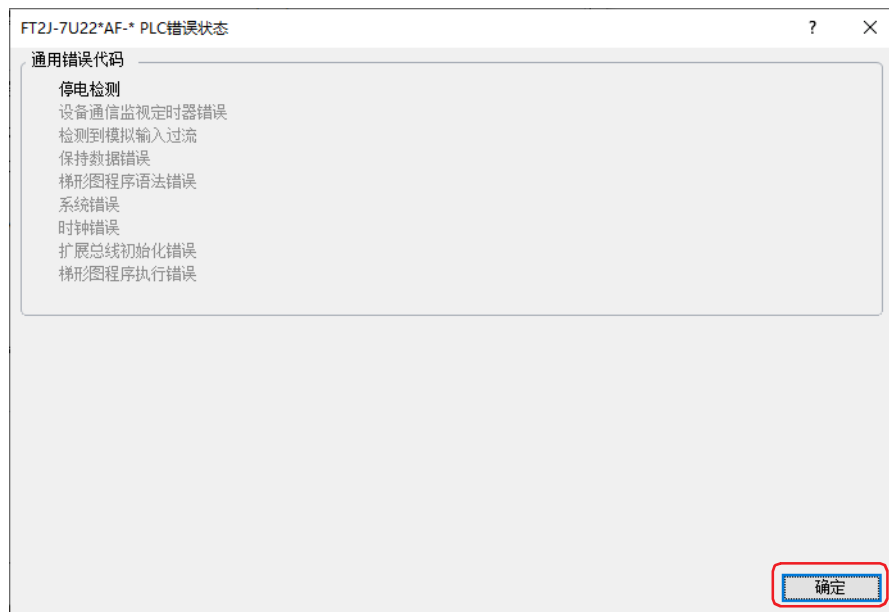 FT2J-7U22*AF-* PLC错误状态
通用错误代码
停电检测
设备通信监视定时器错误
检测到模拟输入过流
保持数据错误
梯形图程序语法错误
系统错误
时钟错误
扩展总线初始化错误
梯形图程序执行错误
确定